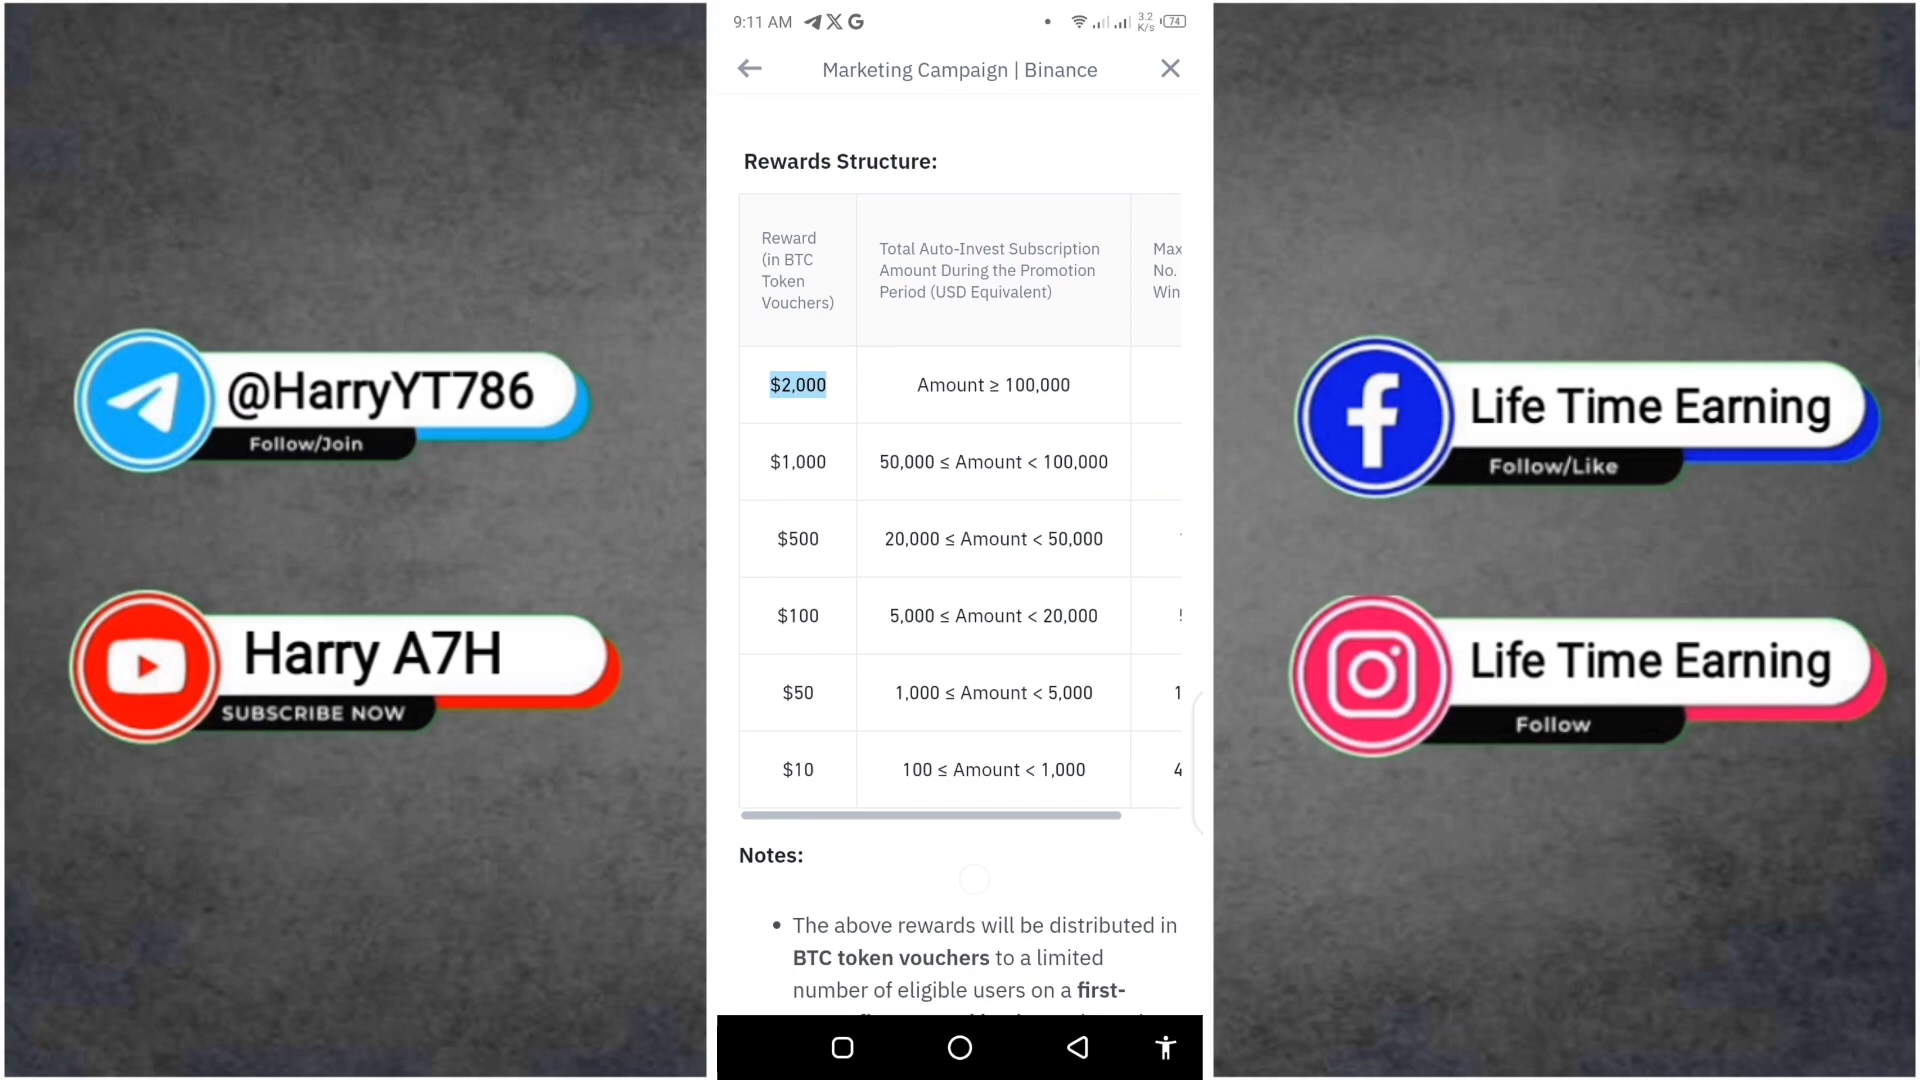 9:11 AM
3.2
K/s
74
Marketing Campaign | Binance
Rewards Structure:
Reward
(in BTC
Token
Vouchers)
Total Auto-Invest Subscription
Amount During the Promotion
Period (USD Equivalent)
Max
No.
Win
$2,000 Amount ≥ 100,000
$1,000 50,000 ≤ Amount < 100,000
$500 20,000 ≤ Amount < 50,000
$100 5,000 ≤ Amount < 20,000
$50 1,000 ≤ Amount < 5,000 1
$10 100 ≤ Amount < 1,000 4
Notes:
• The above rewards will be distributed in
BTC token vouchers to a limited
number of eligible users on a first-
@HarryYT786
Follow/Join
Harry A7H
SUBSCRIBE NOW
Life Time Earning
Follow/Like
Life Time Earning
Follow